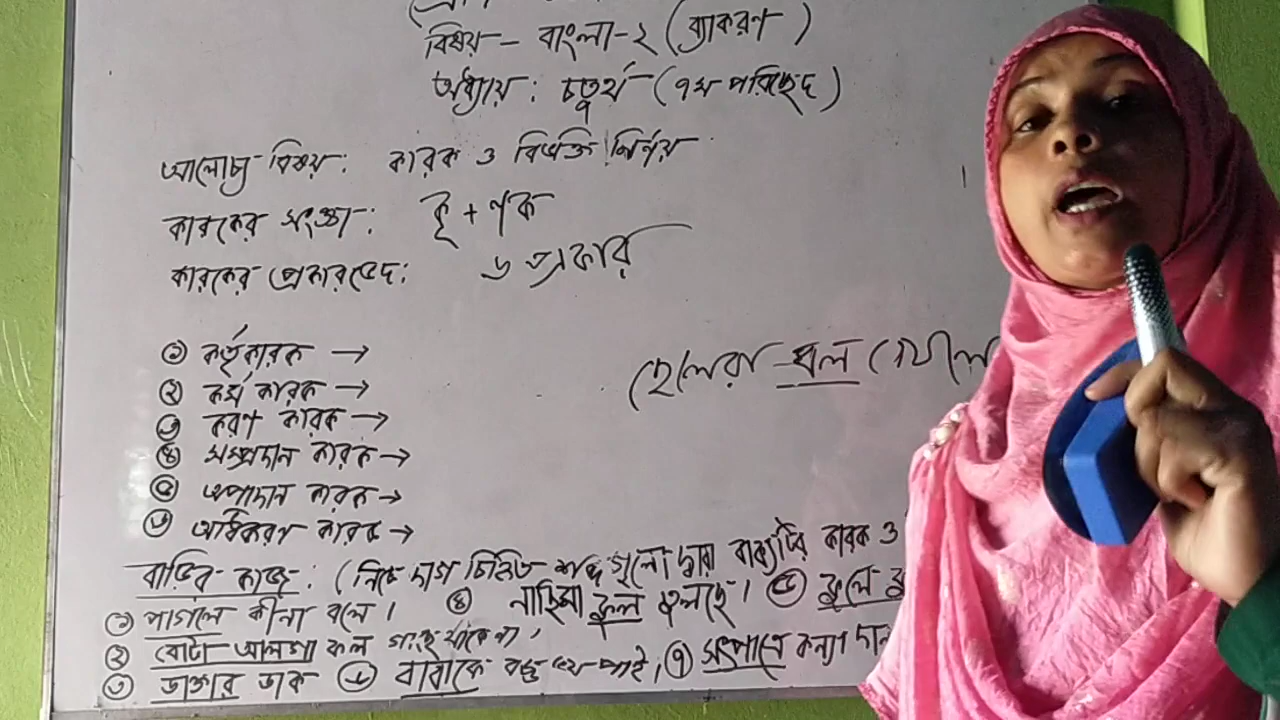 বিষয় - বাংলা-২ (ব্যাকরণ)
অধ্যায়: চতুর্থ (৭ম পরিচ্ছেদ)
আলোচ্য বিষয়: কারক ও বিভক্তি নির্ণয়
কারকের সংজ্ঞা: কৃ + ণক
কারকের প্রকারভেদ: ৬ প্রকার
১ কর্তৃকারক →
২ কর্ম কারক →
৩ করণ কারক →
৪ সম্প্রদান কারক →
৫ অপাদান কারক →
৬ অধিকরণ কারক →
ছেলেরা বল খেলে
বাড়ির কাজ: (নিচে দাগ চিহ্নিত শব্দ গুলো দ্বারা বাক্যটির কারক ও
১ পাগলে কীনা বলে। ৪ ফুল তুলছে। ৫ ফুলে
২ বোটা আলগা ফল গাছে থাকে না,
৩ ডাক্তার ডাক ৬ বাবাকে বড্ড ভয় পাই। ৭ সৎপাত্রে কন্যা দান